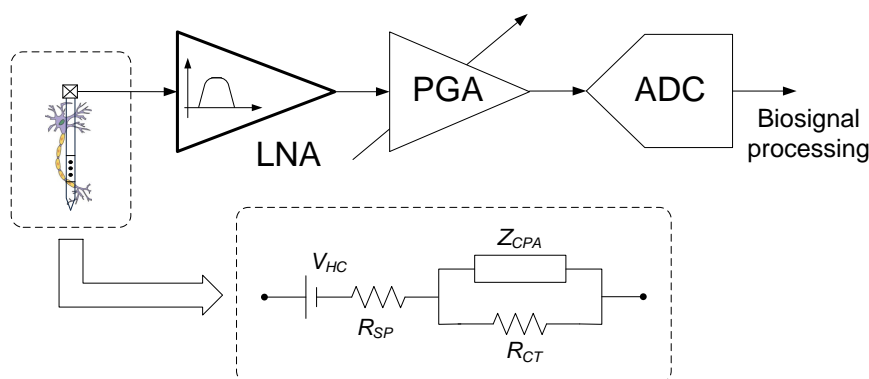 LNA
PGA
ADC
Biosignal
processing
V_HC
R_SP
Z_CPA
R_CT